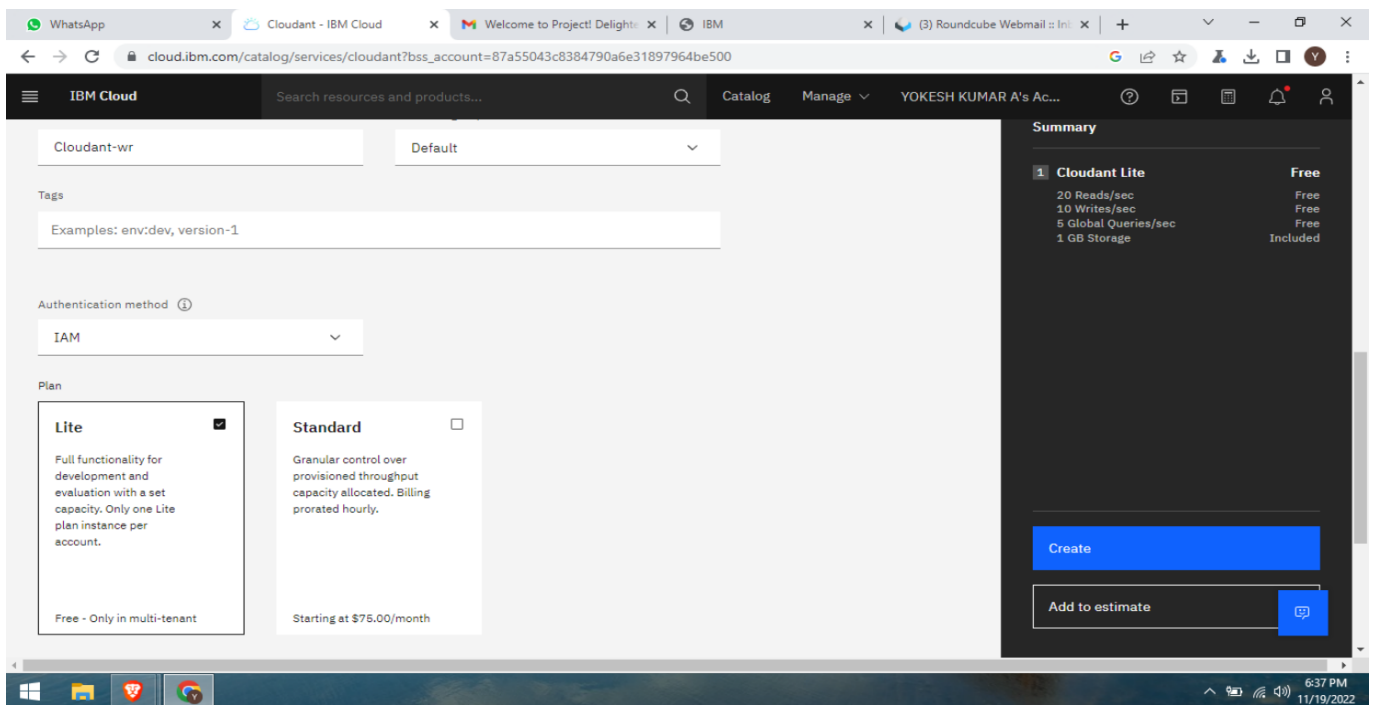 WhatsApp
Cloudant - IBM Cloud
Welcome to Project! Delighte
IBM
(3) Roundcube Webmail :: Inb
cloud.ibm.com/catalog/services/cloudant?bss_account=87a55043c8384790a6e31897964be500
Y
IBM Cloud
Search resources and products...
Catalog
Manage
YOKESH KUMAR A's Ac...
Cloudant-wr
Default
Tags
Examples: env:dev, version-1
Authentication method
IAM
Plan
Lite
Full functionality for
development and
evaluation with a set
capacity. Only one Lite
plan instance per
account.
Free - Only in multi-tenant
Standard
Granular control over
provisioned throughput
capacity allocated. Billing
prorated hourly.
Starting at $75.00/month
Summary
1 Cloudant Lite Free
20 Reads/sec Free
10 Writes/sec Free
5 Global Queries/sec Free
1 GB Storage Included
Create
Add to estimate
6:37 PM
11/19/2022